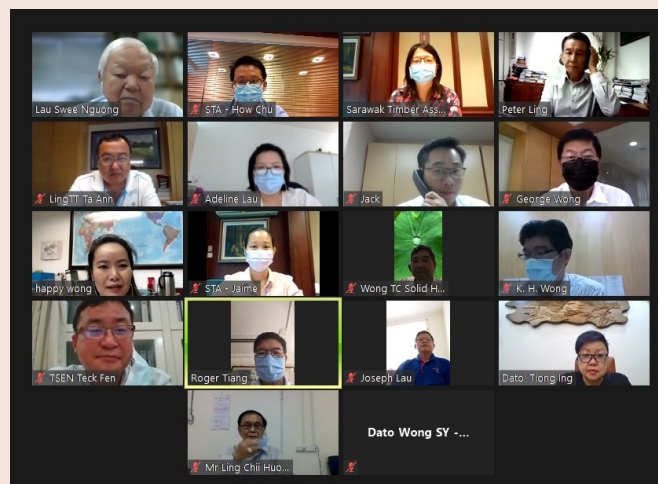 Lau Swee Nguong
STA - How Chu
Sarawak Timber Ass...
Peter Ling
LingTT Ta Ann
Adeline Lau
Jack
George Wong
happy wong
STA - Jaime
Wong TC Solid H...
K. H. Wong
TSEN Teck Fen
Roger Tiang
Joseph Lau
Dato Tiong Ing
Mr Ling Chii Huo...
Dato Wong SY -...